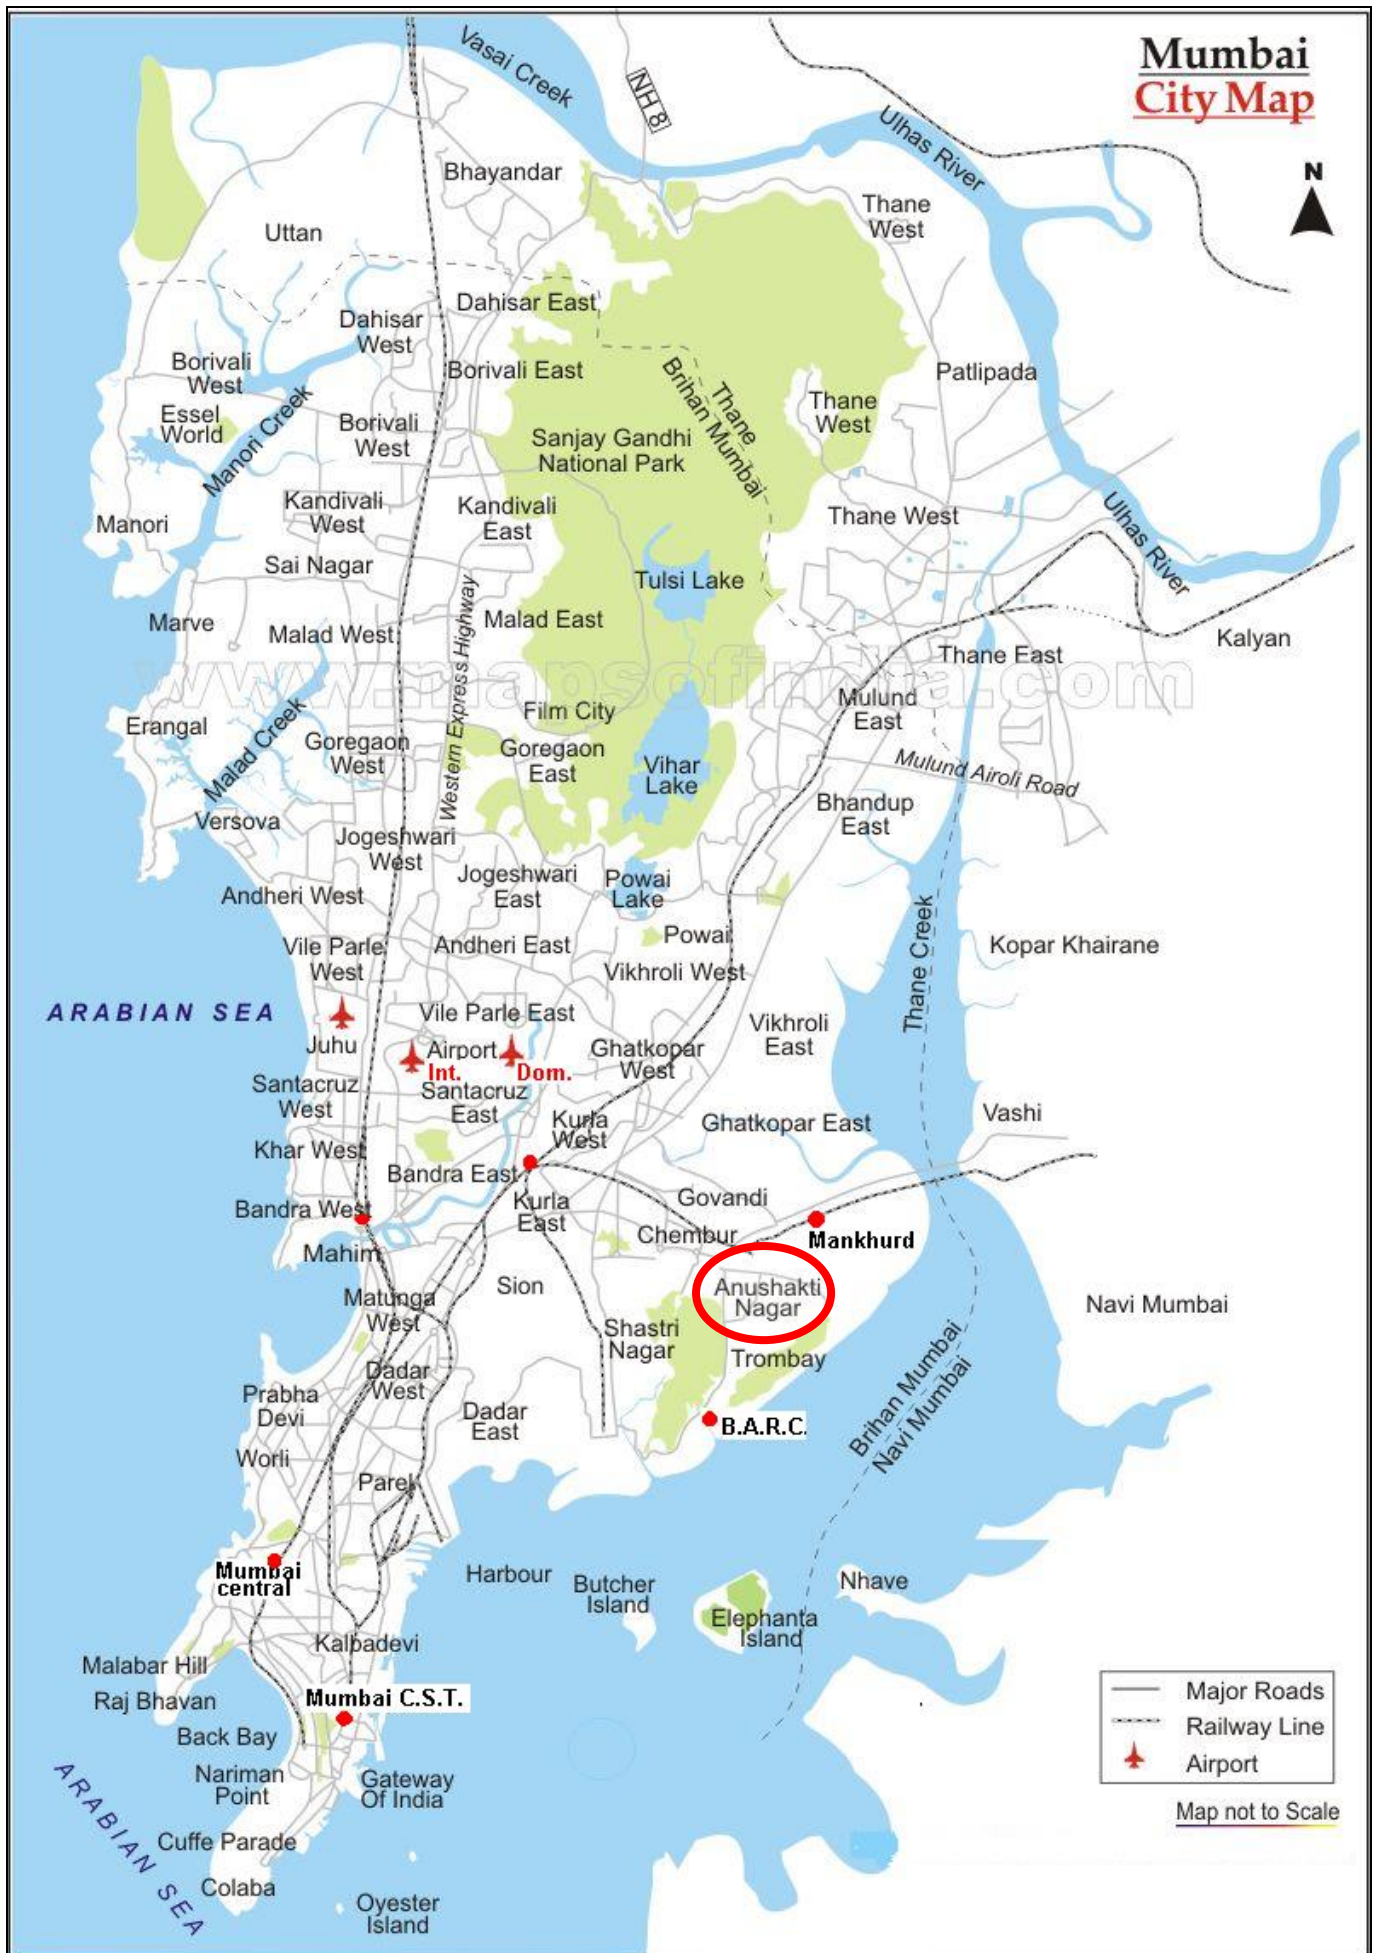 Mumbai
City Map
N
Vasai Creek
NH 8
Ulhas River
Bhayandar
Thane
West
Uttan
Dahisar East
Dahisar
West
Borivali
West
Borivali East
Thane
Brihan Mumbai
Patlipada
Essel
World
Manori Creek
Borivali
West
Thane
West
Sanjay Gandhi
National Park
Kandivali
West
Kandivali
East
Manori
Thane West
Ulhas River
Sai Nagar
Tulsi Lake
Marve
Malad West
Western Express Highway
Malad East
Kalyan
Thane East
www.mapsofindia.com
Erangal
Malad Creek
Film City
Mulund
East
Goregaon
West
Goregaon
East
Vihar
Lake
Mulund Airoli Road
Versova
Bhandup
East
Jogeshwari
West
Jogeshwari
East
Powai
Lake
Andheri West
Thane Creek
Vile Parle
West
Andheri East
Powai
Kopar Khairane
Vikhroli West
ARABIAN SEA
Vile Parle East
Vikhroli
East
Juhu
Airport
Int.
Dom.
Ghatkopar
West
Santacruz
West
Santacruz
East
Kurla
West
Ghatkopar East
Vashi
Khar West
Bandra East
Bandra West
Kurla
East
Govandi
Chembur
Mankhurd
Mahim
Sion
Anushakti
Nagar
Matunga
West
Navi Mumbai
Shastri
Nagar
Trombay
Brihan Mumbai
Navi Mumbai
Dadar
West
Prabha
Devi
Dadar
East
B.A.R.C.
Worli
Parel
Mumbai
central
Harbour
Butcher
Island
Nhave
Elephanta
Island
Kalbadevi
Malabar Hill
Raj Bhavan
Mumbai C.S.T.
Back Bay
Nariman
Point
Gateway
Of India
ARABIAN SEA
Cuffe Parade
Colaba
Oyester
Island
Major Roads
Railway Line
Airport
Map not to Scale